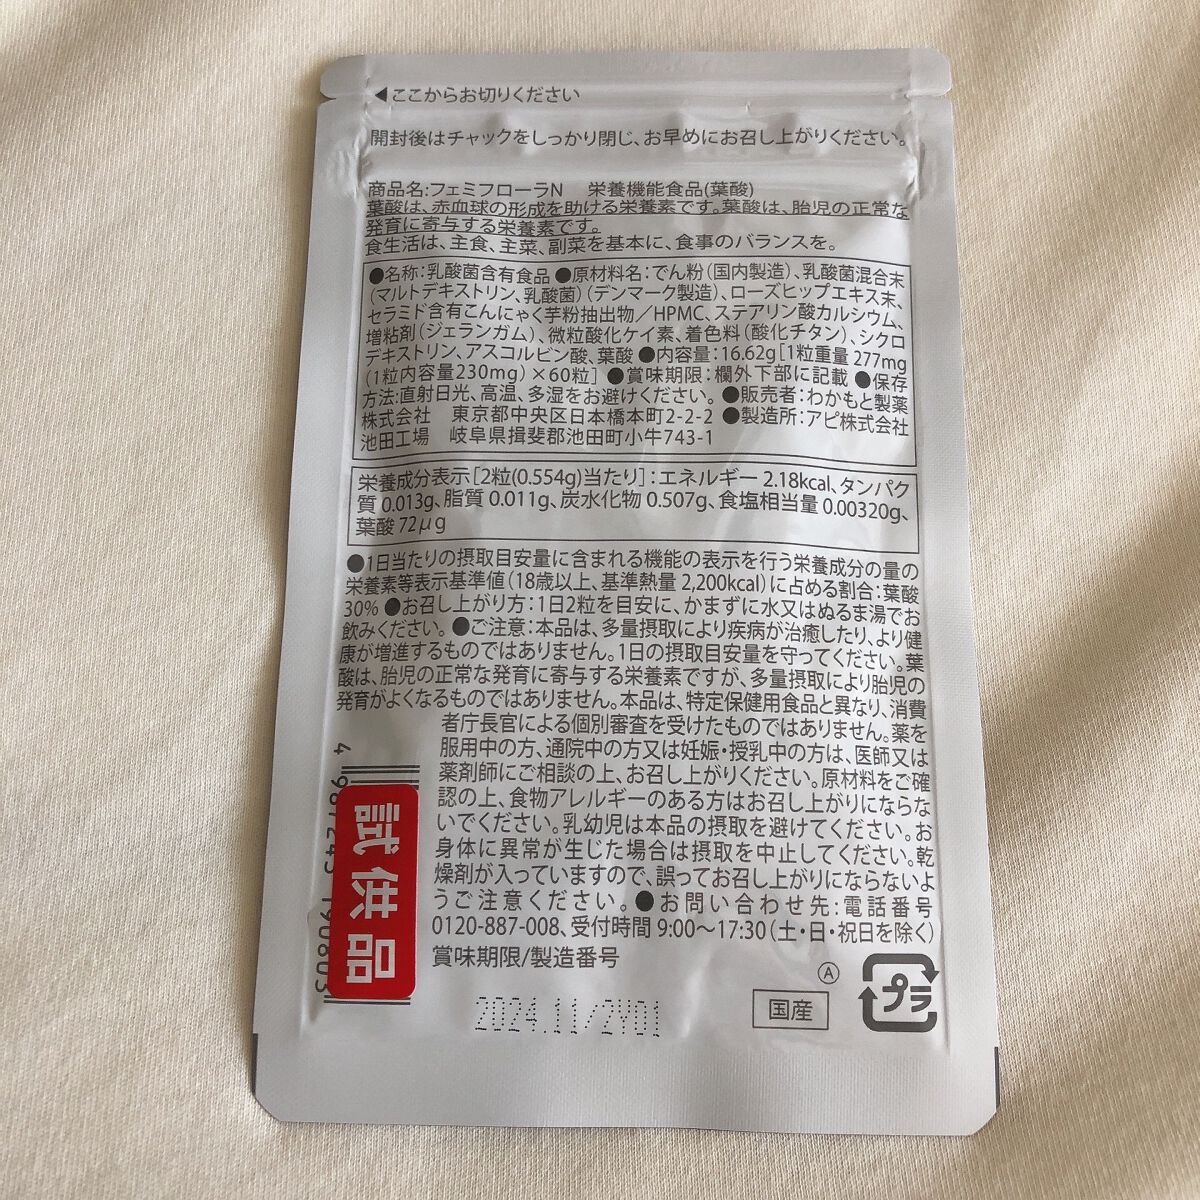 ◀ここからお切りください
開封後はチャックをしっかり閉じ、お早めにお召し上がりください。
商品名:フェミフローラN　栄養機能食品(葉酸)
葉酸は、赤血球の形成を助ける栄養素です。葉酸は、胎児の正常な
発育に寄与する栄養素です。
食生活は、主食、主菜、副菜を基本に、食事のバランスを。
●名称:乳酸菌含有食品 ●原材料名:でん粉(国内製造)、乳酸菌混合末
(マルトデキストリン、乳酸菌)(デンマーク製造)、ローズヒップエキス末、
セラミド含有こんにゃく芋粉抽出物/HPMC、ステアリン酸カルシウム、
増粘剤(ジェランガム)、微粒酸化ケイ素、着色料(酸化チタン)、シクロ
デキストリン、アスコルビン酸、葉酸 ●内容量:16.62g[1粒重量 277mg
(1粒内容量230mg)×60粒] ●賞味期限:欄外下部に記載 ●保存
方法:直射日光、高温、多湿をお避けください。 ●販売者:わかもと製薬
株式会社　東京都中央区日本橋本町2-2-2 ●製造所:アピ株式会社
池田工場　岐阜県揖斐郡池田町小牛743-1
栄養成分表示[2粒(0.554g)当たり]:エネルギー 2.18kcal、タンパク
質 0.013g、脂質 0.011g、炭水化物 0.507g、食塩相当量 0.00320g、
葉酸 72μg
●1日当たりの摂取目安量に含まれる機能の表示を行う栄養成分の量の
栄養素等表示基準値(18歳以上、基準熱量 2,200kcal)に占める割合:葉酸
30% ●お召し上がり方:1日2粒を目安に、かまずに水又はぬるま湯でお
飲みください。 ●ご注意:本品は、多量摂取により疾病が治癒したり、より健
康が増進するものではありません。1日の摂取目安量を守ってください。葉
酸は、胎児の正常な発育に寄与する栄養素ですが、多量摂取により胎児の
発育がよくなるものではありません。本品は、特定保健用食品と異なり、消費
者庁長官による個別審査を受けたものではありません。薬を
服用中の方、通院中の方又は妊娠・授乳中の方は、医師又は
薬剤師にご相談の上、お召し上がりください。原材料をご確
認の上、食物アレルギーのある方はお召し上がりにならな
いでください。乳幼児は本品の摂取を避けてください。お
身体に異常が生じた場合は摂取を中止してください。乾
燥剤が入っていますので、誤ってお召し上がりにならないよ
うご注意ください。●お問い合わせ先:電話番号
0120-887-008、受付時間 9:00〜17:30(土・日・祝日を除く)
賞味期限/製造番号
2024.11/2Y01
国産
Ⓐ
プラ
試供品